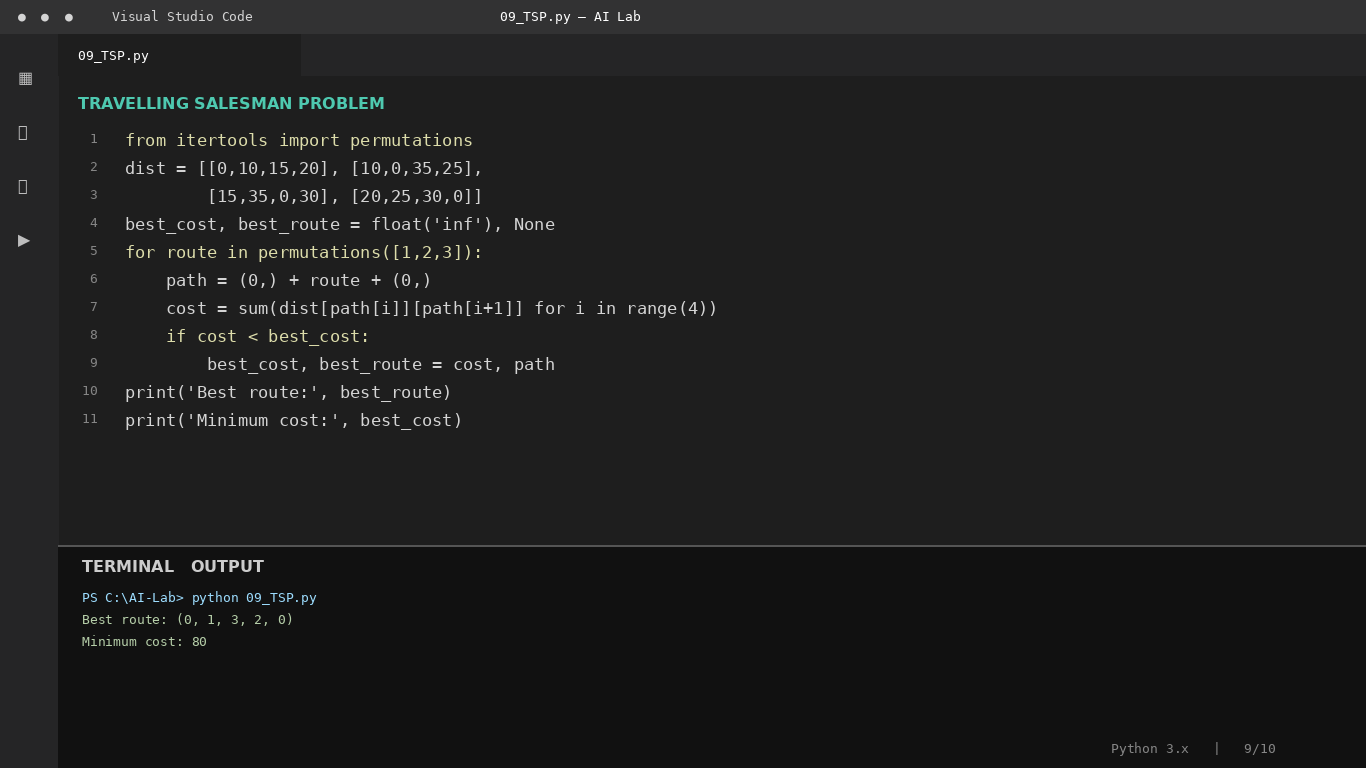 Visual Studio Code
09_TSP.py — AI Lab
09_TSP.py
TRAVELLING SALESMAN PROBLEM
1 from itertools import permutations
2 dist = [[0,10,15,20], [10,0,35,25],
3         [15,35,0,30], [20,25,30,0]]
4 best_cost, best_route = float('inf'), None
5 for route in permutations([1,2,3]):
6     path = (0,) + route + (0,)
7     cost = sum(dist[path[i]][path[i+1]] for i in range(4))
8     if cost < best_cost:
9         best_cost, best_route = cost, path
10 print('Best route:', best_route)
11 print('Minimum cost:', best_cost)
TERMINAL   OUTPUT
PS C:\AI-Lab> python 09_TSP.py
Best route: (0, 1, 3, 2, 0)
Minimum cost: 80
Python 3.x   |   9/10